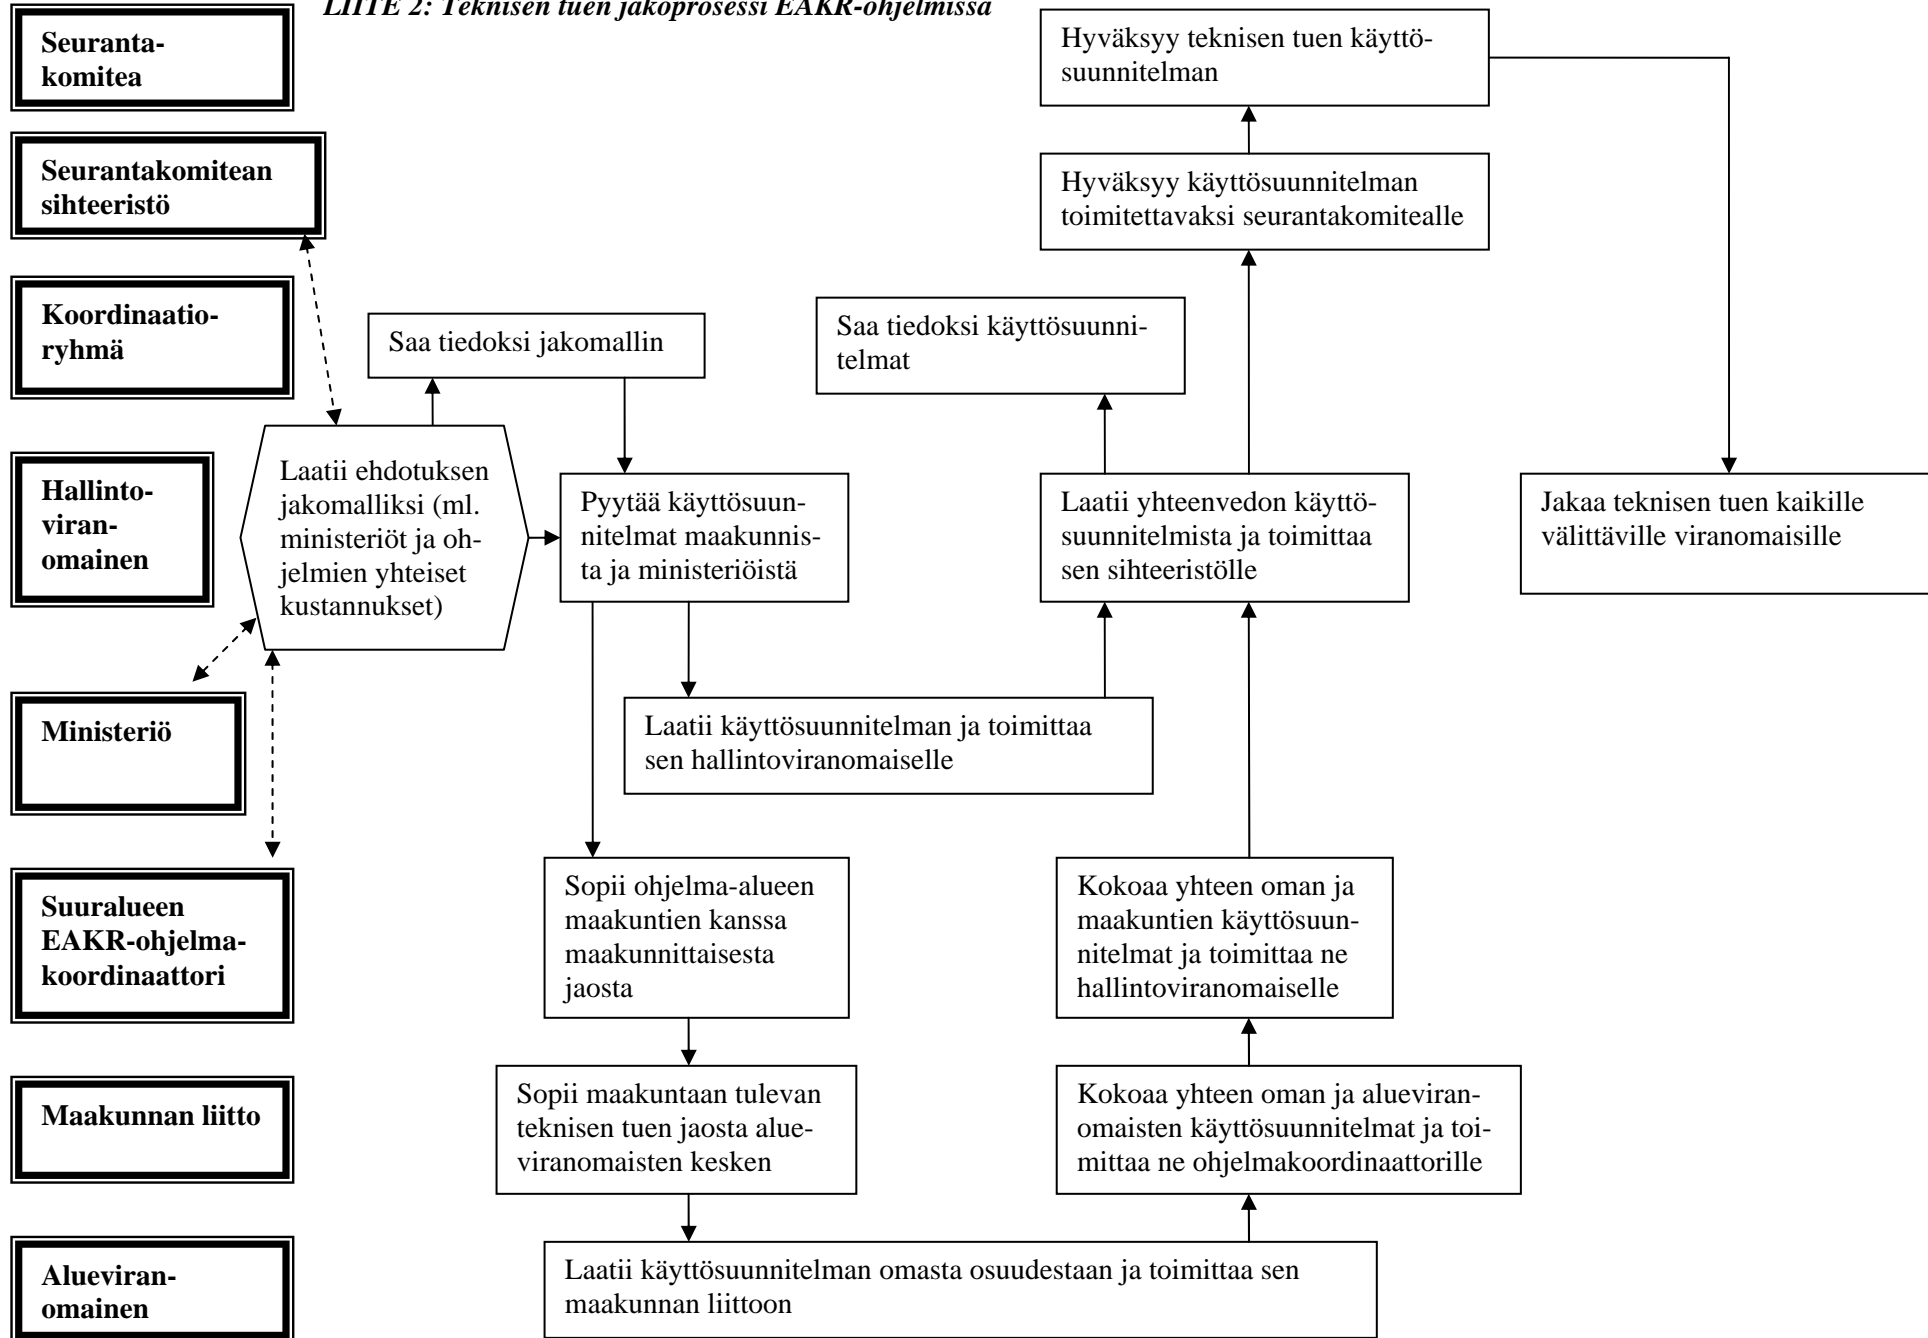 LIITE 2: Teknisen tuen jakoprosessi EAKR-ohjelmissa
Seuranta-
komitea
Hyväksyy teknisen tuen käyttö-
suunnitelman
Seurantakomitean
sihteeristö
Hyväksyy käyttösuunnitelman
toimitettavaksi seurantakomitealle
Koordinaatio-
ryhmä
Saa tiedoksi jakomallin
Saa tiedoksi käyttösuunni-
telmat
Hallinto-
viran-
omainen
Laatii ehdotuksen
jakomalliksi (ml.
ministeriöt ja oh-
jelmien yhteiset
kustannukset)
Pyytää käyttösuun-
nitelmat maakunnis-
ta ja ministeriöistä
Laatii yhteenvedon käyttö-
suunnitelmista ja toimittaa
sen sihteeristölle
Jakaa teknisen tuen kaikille
välittäville viranomaisille
Ministeriö
Laatii käyttösuunnitelman ja toimittaa
sen hallintoviranomaiselle
Suuralueen
EAKR-ohjelma-
koordinaattori
Sopii ohjelma-alueen
maakuntien kanssa
maakunnittaisesta
jaosta
Kokoaa yhteen oman ja
maakuntien käyttösuun-
nitelmat ja toimittaa ne
hallintoviranomaiselle
Maakunnan liitto
Sopii maakuntaan tulevan
teknisen tuen jaosta alue-
viranomaisten kesken
Kokoaa yhteen oman ja alueviran-
omaisten käyttösuunnitelmat ja toi-
mittaa ne ohjelmakoordinaattorille
Alueviran-
omainen
Laatii käyttösuunnitelman omasta osuudestaan ja toimittaa sen
maakunnan liittoon